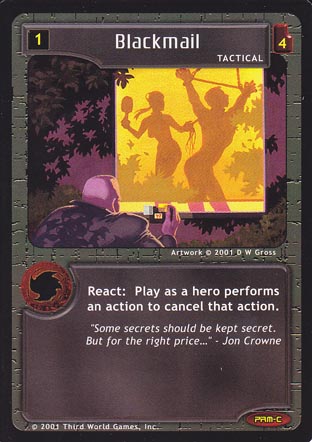 1
Blackmail
4
TACTICAL
Artwork © 2001 D W Gross
React: Play as a hero performs
an action to cancel that action.
"Some secrets should be kept secret.
But for the right price..." - Jon Crowne
© 2001 Third World Games, Inc.
PRM-C